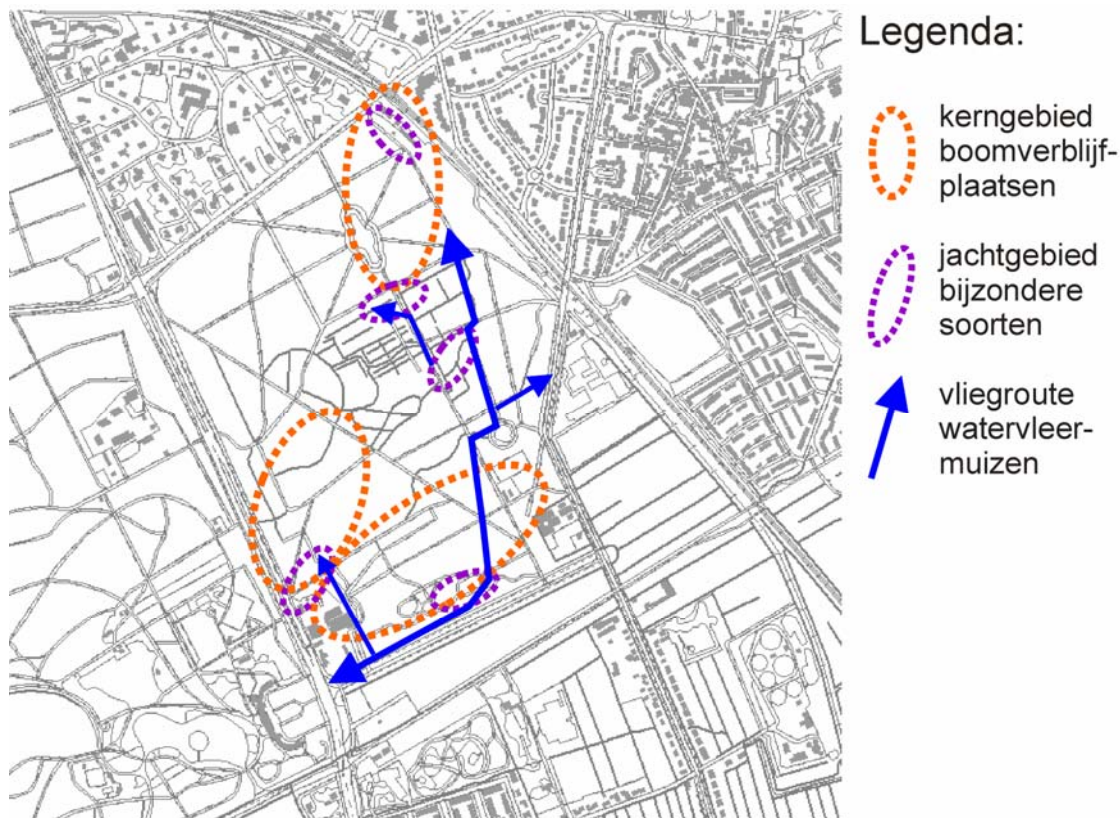 Legenda:
kerngebied
boomverblijf-
plaatsen
jachtgebied
bijzondere
soorten
vliegroute
watervleer-
muizen